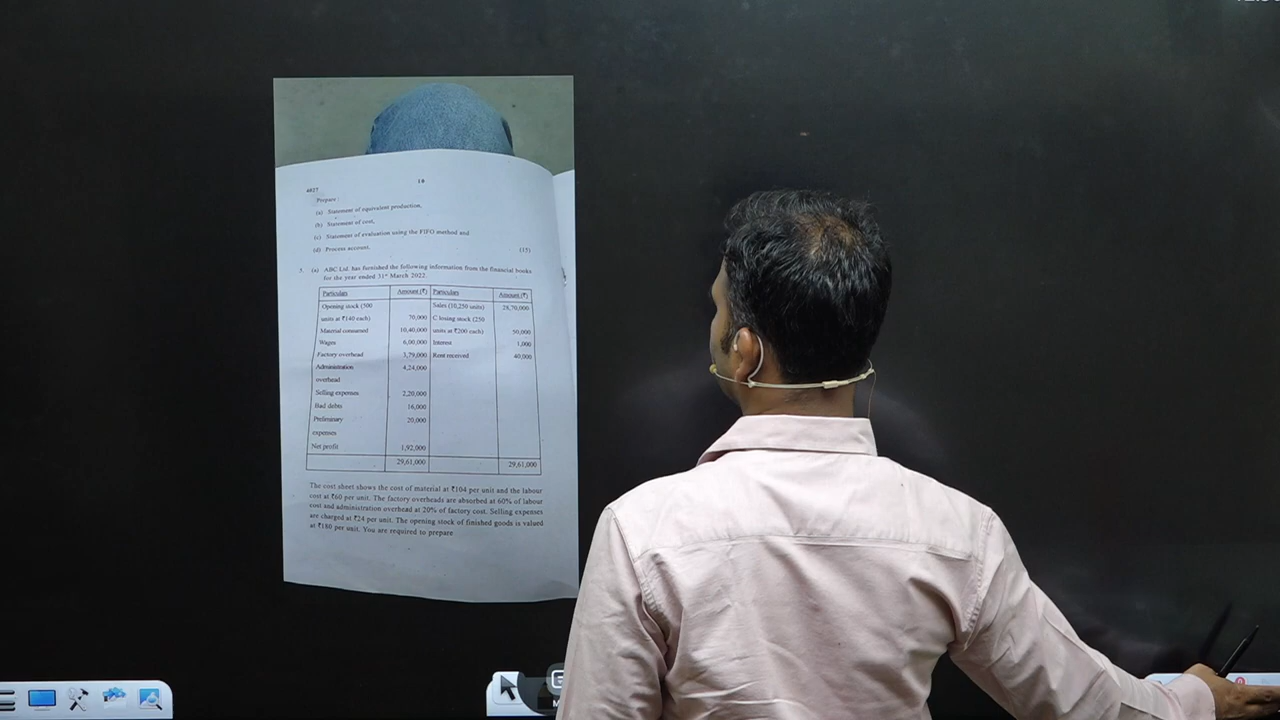 10
4827
Prepare :
(a) Statement of equivalent production,
(b) Statement of cost,
(c) Statement of evaluation using the FIFO method and
(d) Process account. (15)
5. (a) ABC Ltd. has furnished the following information from the financial books
for the year ended 31st March 2022.
Particulars Amount (₹) Particulars Amount (₹)
Opening stock (500 Sales (10,250 units) 28,70,000
units at ₹140 each) 70,000 Closing stock (250
Material consumed 10,40,000 units at ₹200 each) 50,000
Wages 6,00,000 Interest 1,000
Factory overhead 3,79,000 Rent received 40,000
Administration 4,24,000
overhead
Selling expenses 2,20,000
Bad debts 16,000
Preliminary 20,000
expenses
Net profit 1,92,000
29,61,000 29,61,000
The cost sheet shows the cost of material at ₹104 per unit and the labour
cost at ₹60 per unit. The factory overheads are absorbed at 60% of labour
cost and administration overhead at 20% of factory cost. Selling expenses
are charged at ₹24 per unit. The opening stock of finished goods is valued
at ₹180 per unit. You are required to prepare